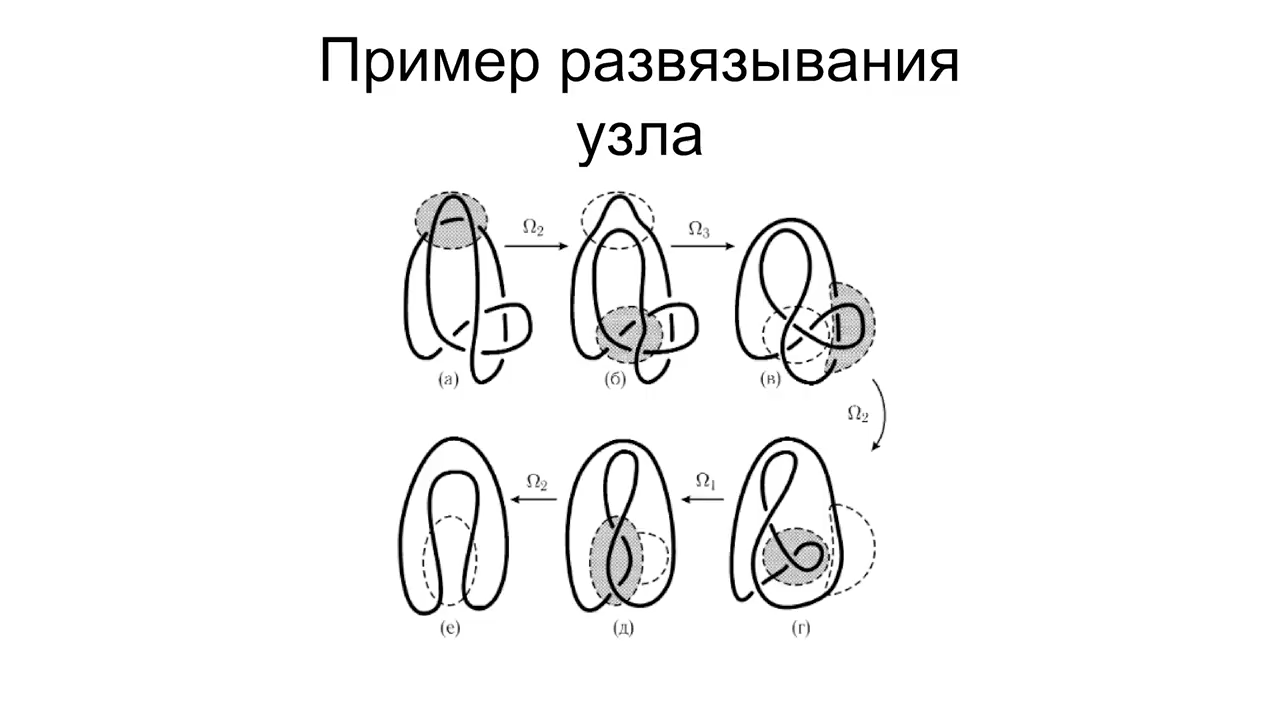 Пример развязывания
узла
Ω₂
Ω₃
(а)
(б)
(в)
Ω₂
Ω₂
Ω₁
(е)
(д)
(г)